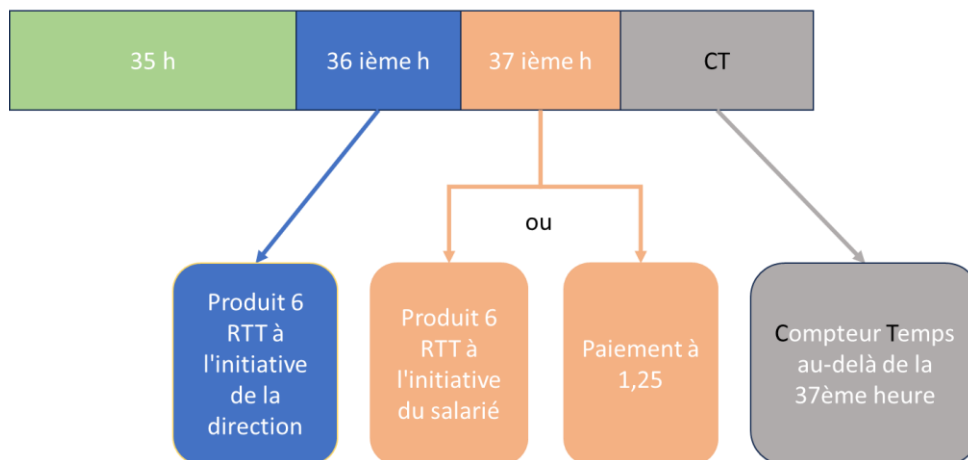 35 h
36 ième h
37 ième h
CT
ou
Produit 6
RTT à
l'initiative
de la
direction
Produit 6
RTT à
l'initiative
du salarié
Paiement à
1,25
Compteur Temps
au-delà de la
37ème heure